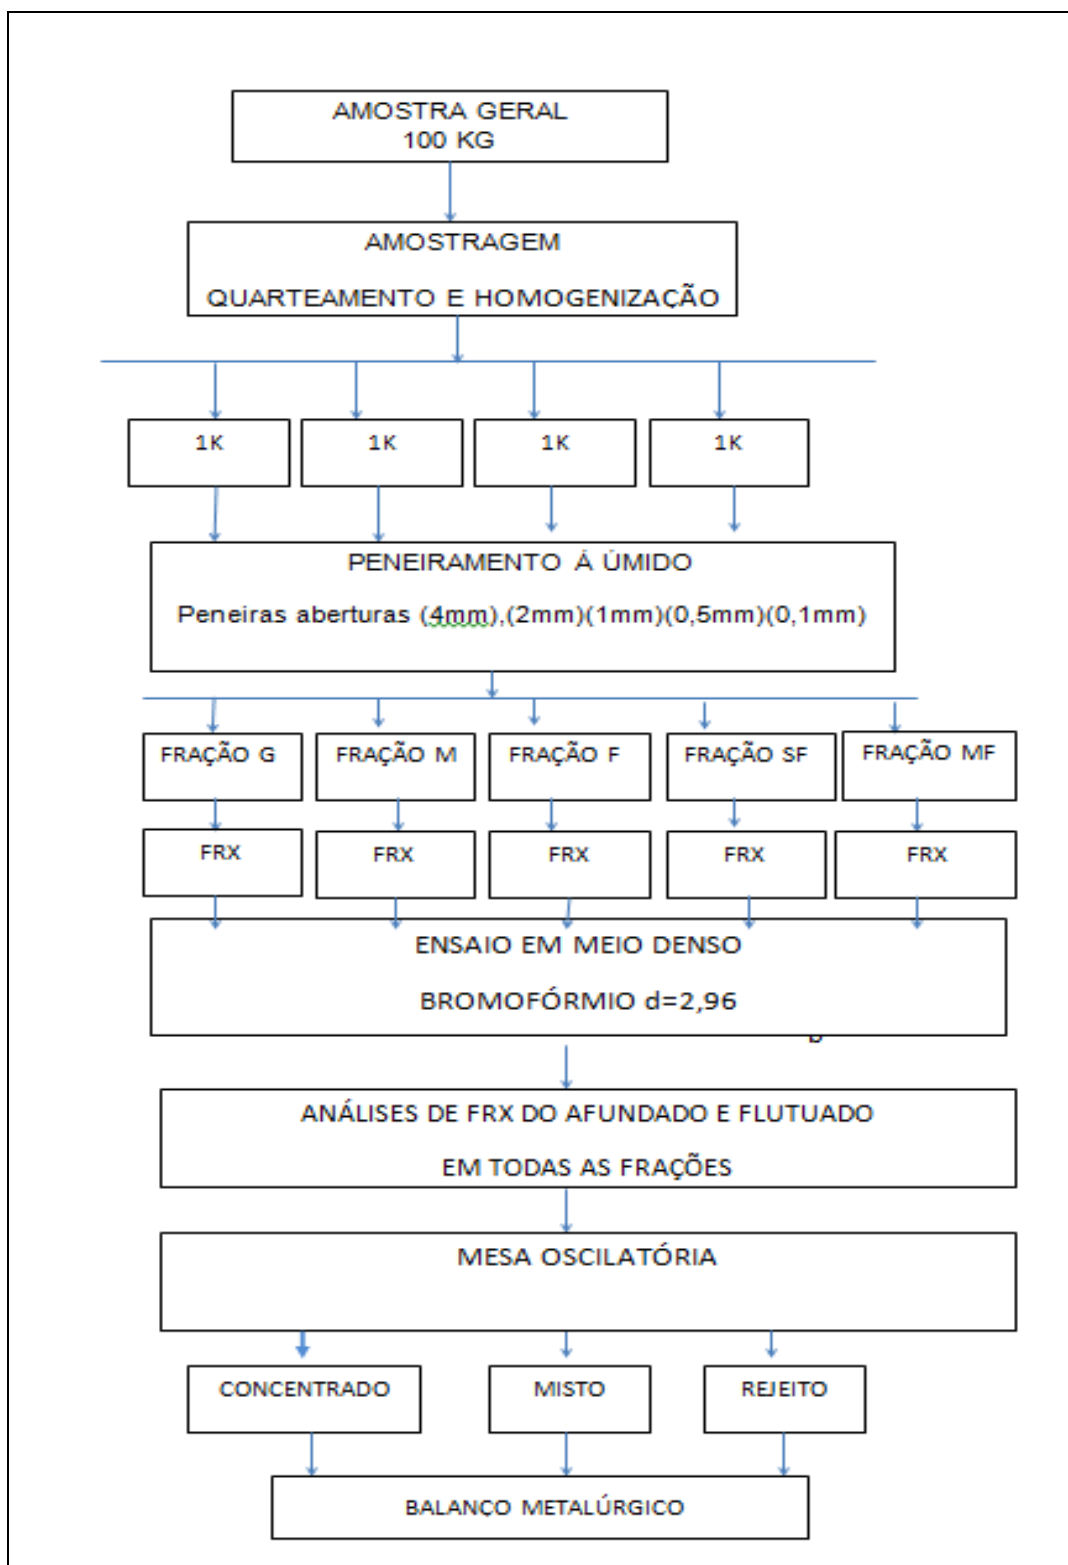 AMOSTRA GERAL
100 KG
AMOSTRAGEM
QUARTEAMENTO E HOMOGENIZAÇÃO
1K
1K
1K
1K
PENEIRAMENTO Á ÚMIDO
Peneiras aberturas (4mm),(2mm)(1mm)(0,5mm)(0,1mm)
FRAÇÃO G
FRAÇÃO M
FRAÇÃO F
FRAÇÃO SF
FRAÇÃO MF
FRX
FRX
FRX
FRX
FRX
ENSAIO EM MEIO DENSO
BROMOFÓRMIO d=2,96
ANÁLISES DE FRX DO AFUNDADO E FLUTUADO
EM TODAS AS FRAÇÕES
MESA OSCILATÓRIA
CONCENTRADO
MISTO
REJEITO
BALANÇO METALÚRGICO